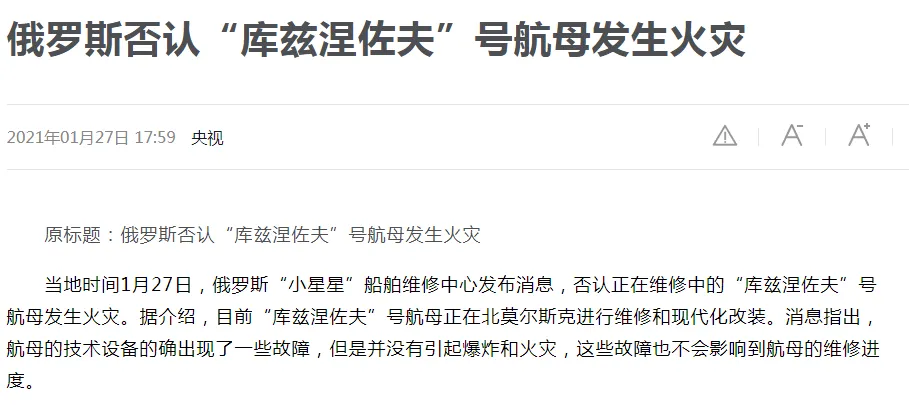 俄罗斯否认“库兹涅佐夫”号航母发生火灾
2021年01月27日 17:59 央视
A-
A+
原标题：俄罗斯否认“库兹涅佐夫”号航母发生火灾
当地时间1月27日，俄罗斯“小星星”船舶维修中心发布消息，否认正在维修中的“库兹涅佐夫”号
航母发生火灾。据介绍，目前“库兹涅佐夫”号航母正在北莫尔斯克进行维修和现代化改装。消息指出，
航母的技术设备的确出现了一些故障，但是并没有引起爆炸和火灾，这些故障也不会影响到航母的维修进
度。